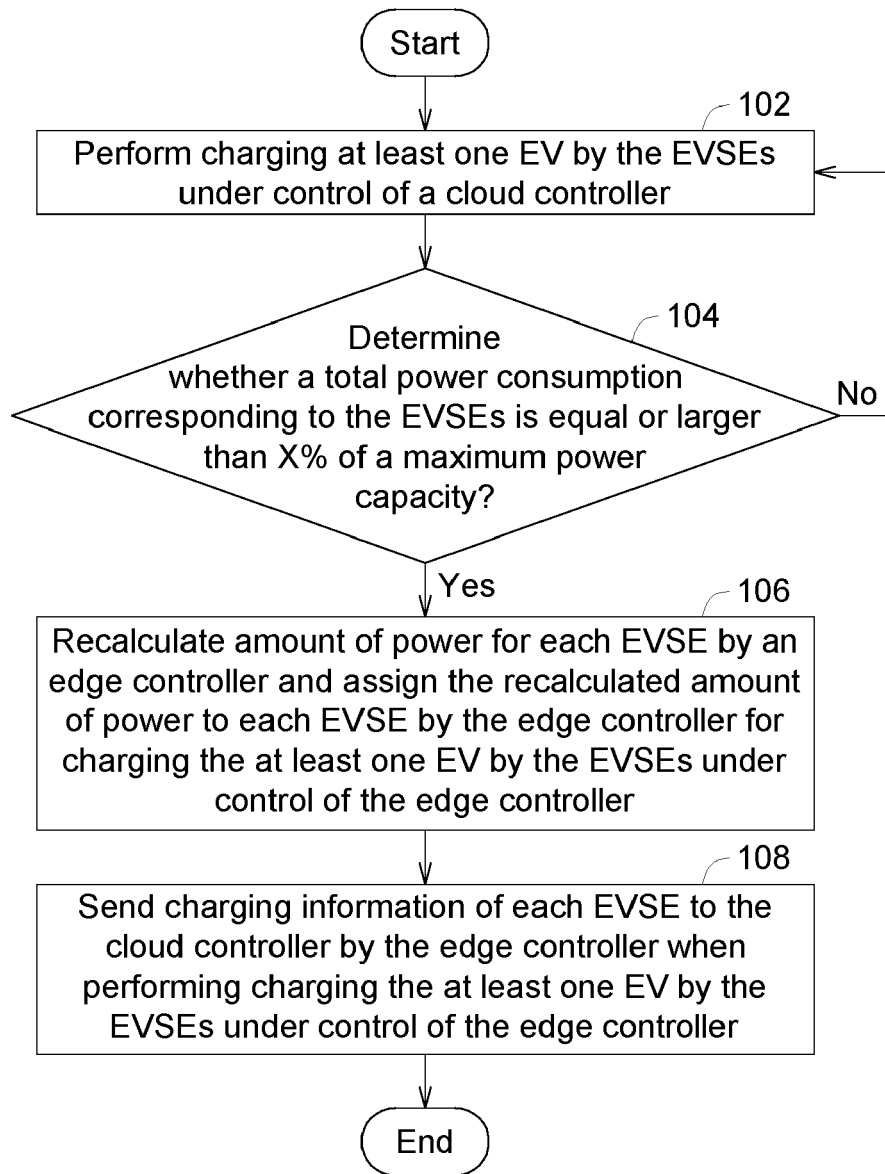 Start
102
Perform charging at least one EV by the EVSEs
under control of a cloud controller
104
Determine
whether a total power consumption
corresponding to the EVSEs is equal or larger
than X% of a maximum power
capacity?
No
Yes
106
Recalculate amount of power for each EVSE by an
edge controller and assign the recalculated amount
of power to each EVSE by the edge controller for
charging the at least one EV by the EVSEs under
control of the edge controller
108
Send charging information of each EVSE to the
cloud controller by the edge controller when
performing charging the at least one EV by the
EVSEs under control of the edge controller
End